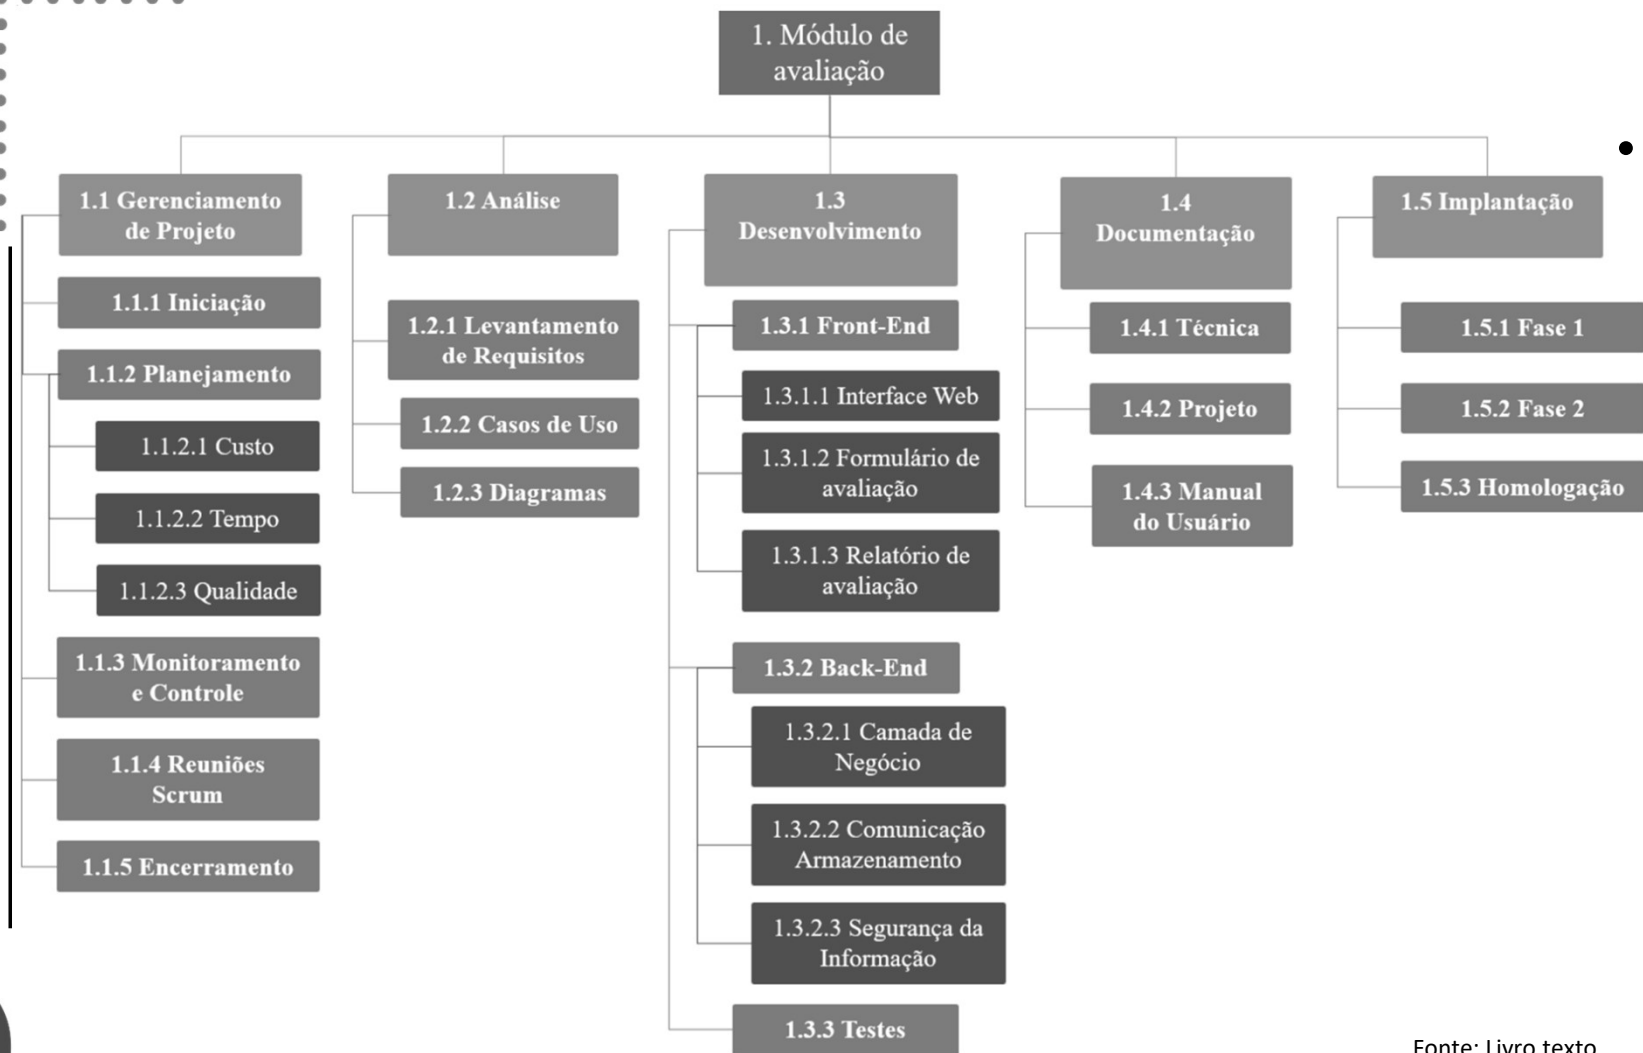 1. Módulo de
avaliação
1.1 Gerenciamento
de Projeto
1.1.1 Iniciação
1.1.2 Planejamento
1.1.2.1 Custo
1.1.2.2 Tempo
1.1.2.3 Qualidade
1.1.3 Monitoramento
e Controle
1.1.4 Reuniões
Scrum
1.1.5 Encerramento
1.2 Análise
1.2.1 Levantamento
de Requisitos
1.2.2 Casos de Uso
1.2.3 Diagramas
1.3
Desenvolvimento
1.3.1 Front-End
1.3.1.1 Interface Web
1.3.1.2 Formulário de
avaliação
1.3.1.3 Relatório de
avaliação
1.3.2 Back-End
1.3.2.1 Camada de
Negócio
1.3.2.2 Comunicação
Armazenamento
1.3.2.3 Segurança da
Informação
1.3.3 Testes
1.4
Documentação
1.4.1 Técnica
1.4.2 Projeto
1.4.3 Manual
do Usuário
1.5 Implantação
1.5.1 Fase 1
1.5.2 Fase 2
1.5.3 Homologação
Fonte: Livro texto